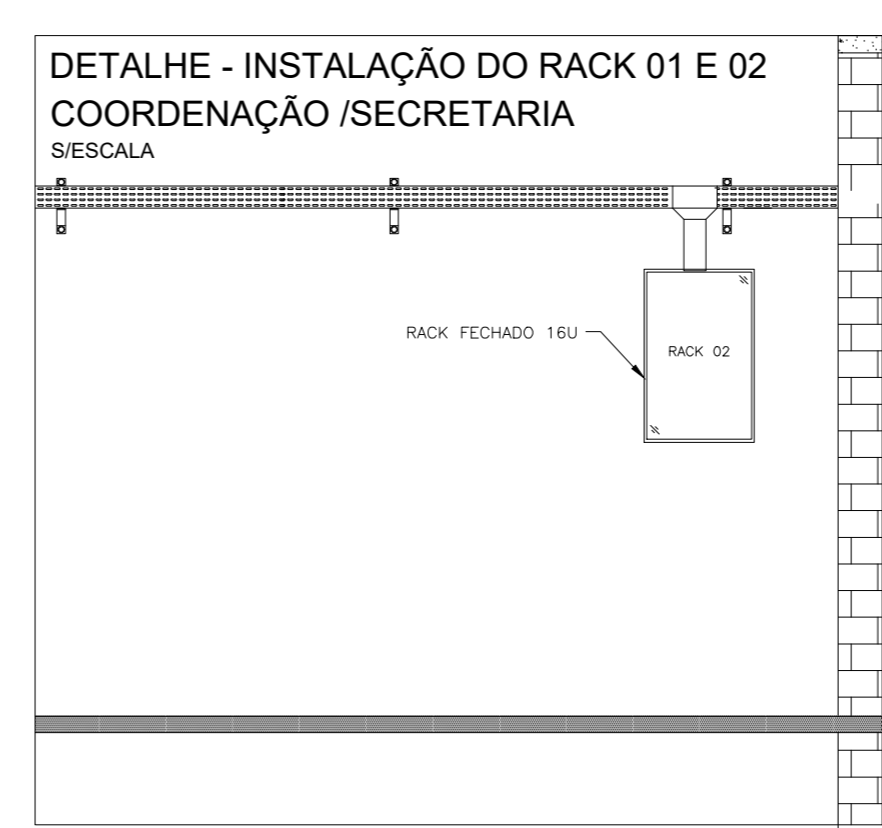 DETALHE - INSTALAÇÃO DO RACK 01 E 02
COORDENAÇÃO /SECRETARIA
S/ESCALA
RACK FECHADO 16U
RACK 02